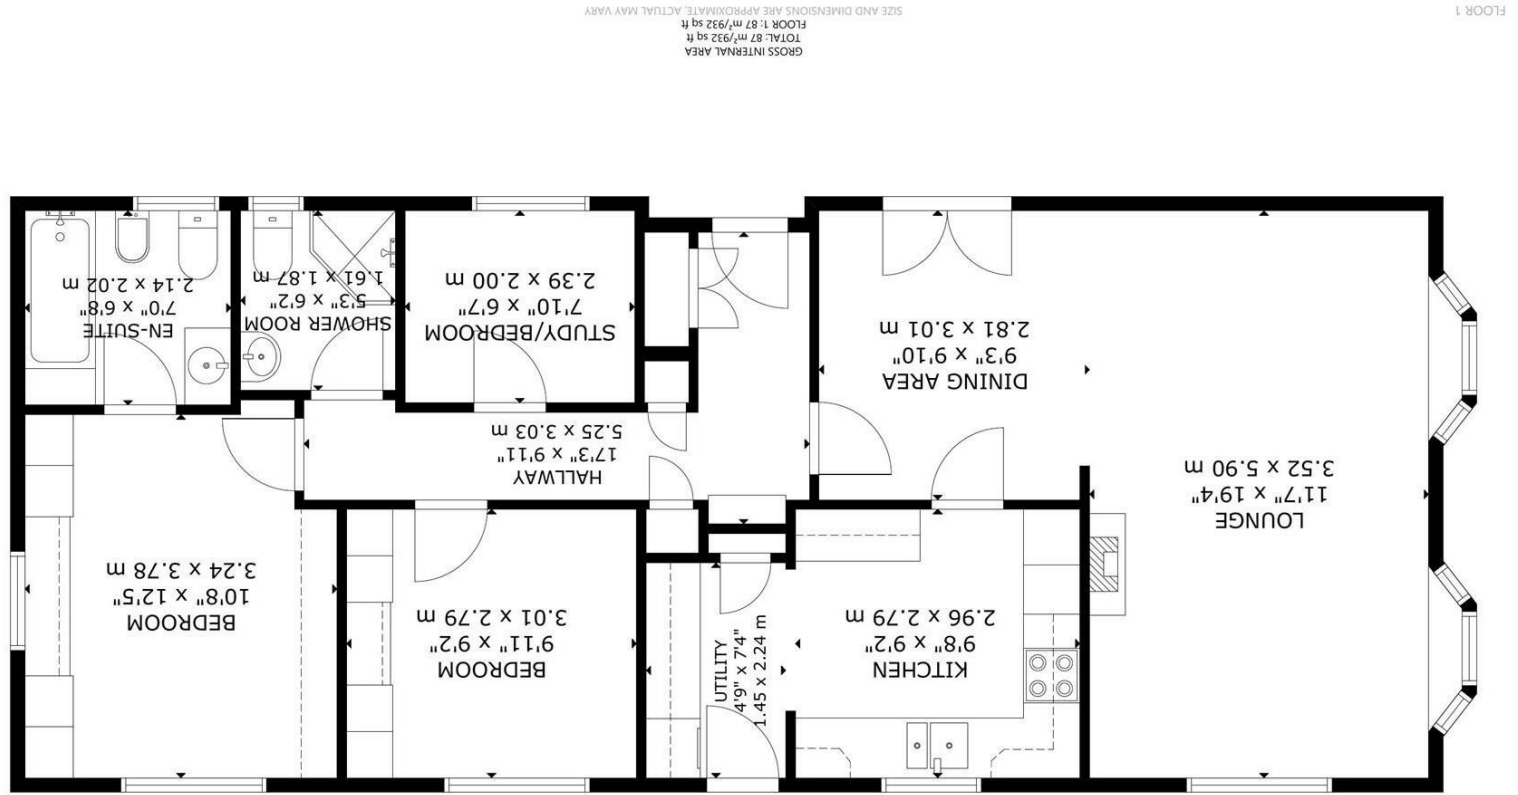 LOUNGE
11'7" x 19'4"
3.52 x 5.90 m
KITCHEN
9'8" x 9'2"
2.96 x 2.79 m
UTILITY
4'9" x 7'4"
1.45 x 2.24 m
BEDROOM
9'11" x 9'2"
3.01 x 2.79 m
BEDROOM
10'8" x 12'5"
3.24 x 3.78 m
HALLWAY
17'3" x 9'11"
5.25 x 3.03 m
DINING AREA
9'3" x 9'10"
2.81 x 3.01 m
STUDY/BEDROOM
7'10" x 6'7"
2.39 x 2.00 m
SHOWER ROOM
5'3" x 6'2"
1.61 x 1.87 m
EN-SUITE
7'0" x 6'8"
2.14 x 2.02 m
GROSS INTERNAL AREA
TOTAL: 87 m²/932 sq ft
FLOOR 1: 87 m²/932 sq ft
SIZE AND DIMENSIONS ARE APPROXIMATE, ACTUAL MAY VARY
FLOOR 1